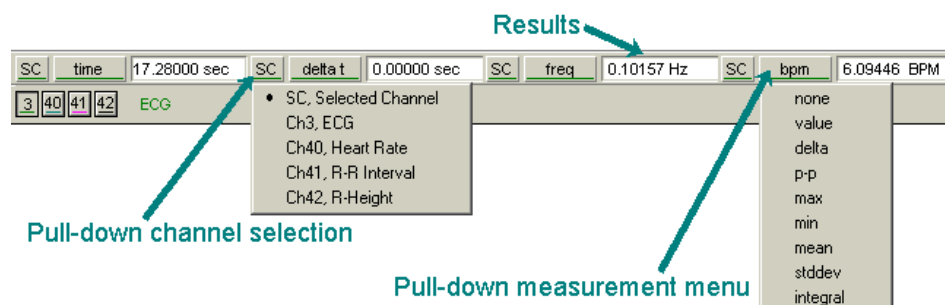 Results
SC time 17.28000 sec SC delta t 0.00000 sec SC freq 0.10157 Hz SC bpm 6.09446 BPM
3 40 41 42 ECG
• SC, Selected Channel
Ch3, ECG
Ch40, Heart Rate
Ch41, R-R Interval
Ch42, R-Height
none
value
delta
p-p
max
min
mean
stddev
integral
Pull-down channel selection
Pull-down measurement menu